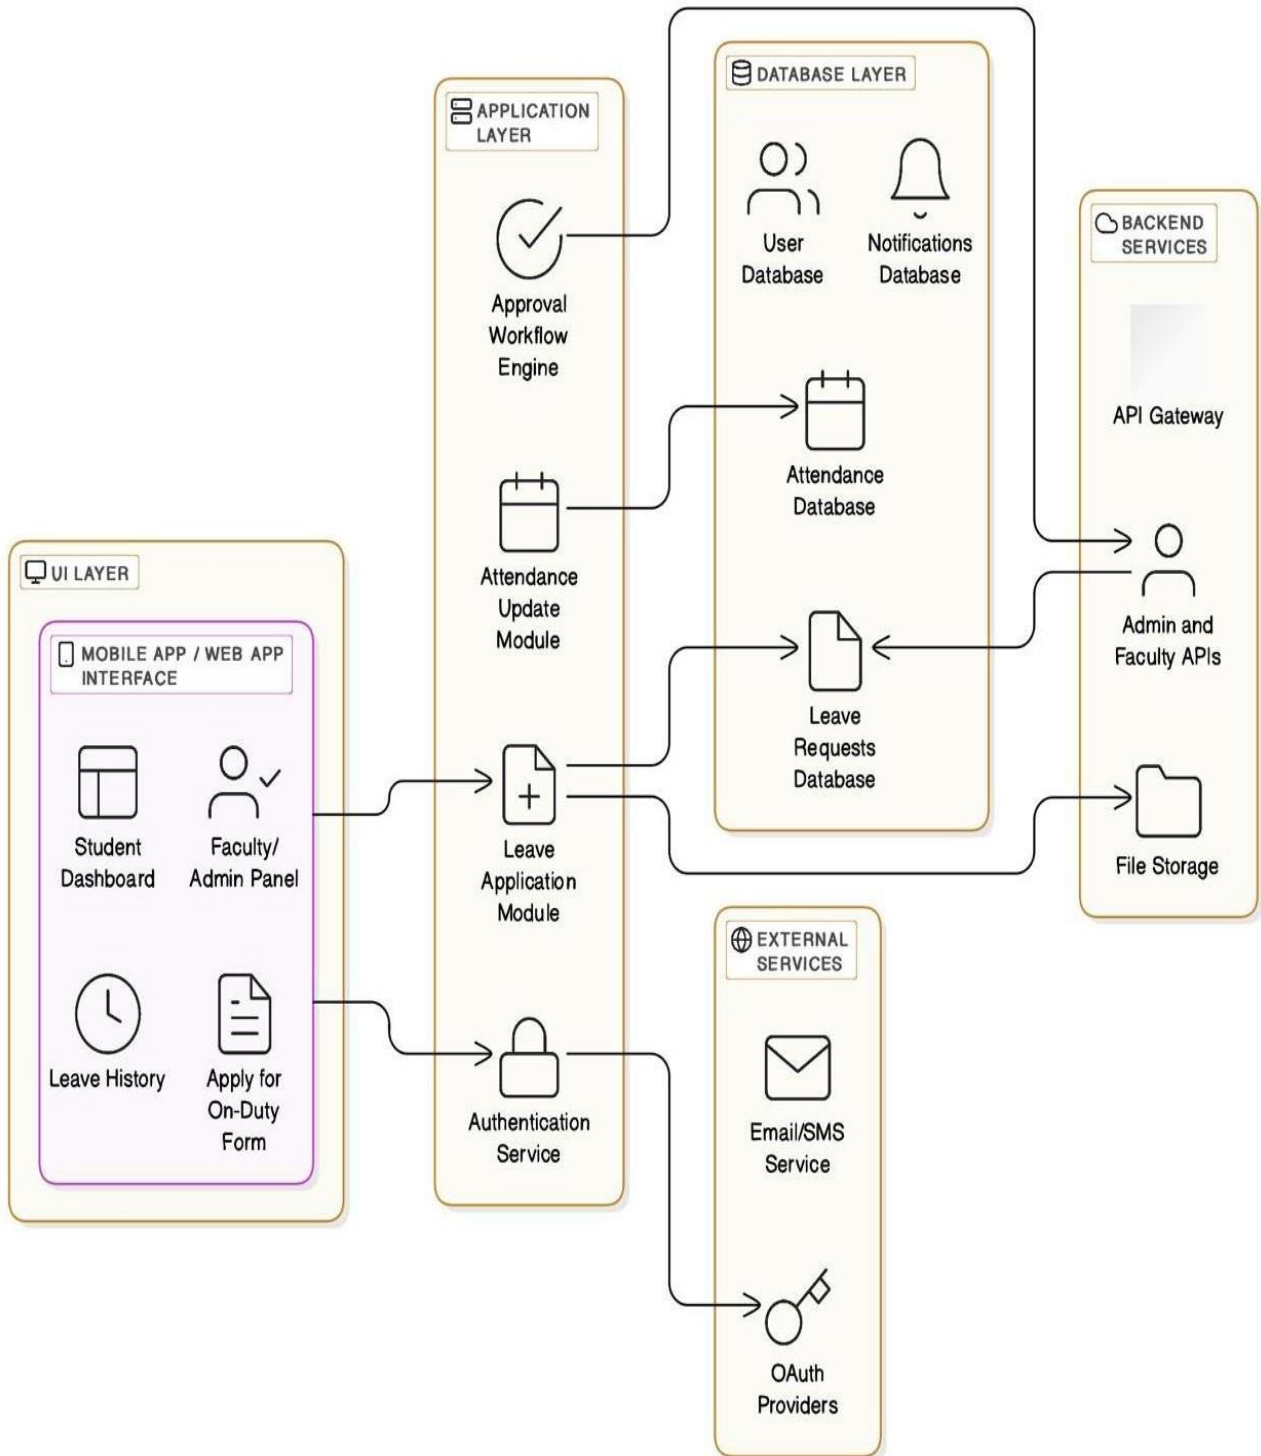 DATABASE LAYER
User
Database
Notifications
Database
Attendance
Database
Leave
Requests
Database
APPLICATION
LAYER
Approval
Workflow
Engine
Attendance
Update
Module
Leave
Application
Module
Authentication
Service
BACKEND
SERVICES
API Gateway
Admin and
Faculty APIs
File Storage
UI LAYER
MOBILE APP / WEB APP
INTERFACE
Student
Dashboard
Faculty/
Admin Panel
Leave History
Apply for
On-Duty
Form
EXTERNAL
SERVICES
Email/SMS
Service
OAuth
Providers